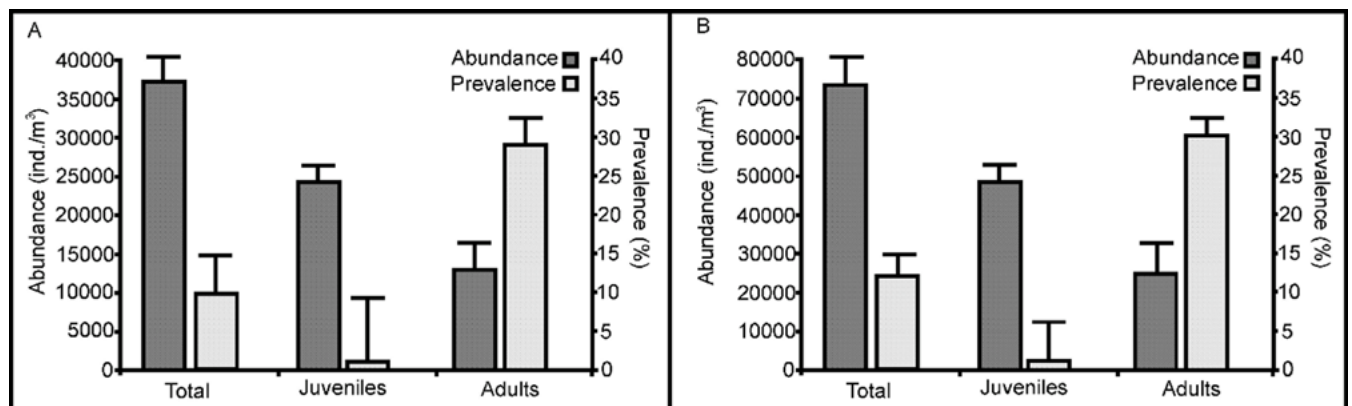 A
Abundance
Prevalence
Abundance (ind./m³)
40000
35000
30000
25000
20000
15000
10000
5000
0
40
35
30
25
20
15
10
5
0
Prevalence (%)
Total
Juveniles
Adults
B
Abundance
Prevalence
Abundance (ind./m³)
80000
70000
60000
50000
40000
30000
20000
10000
0
40
35
30
25
20
15
10
5
0
Prevalence (%)
Total
Juveniles
Adults